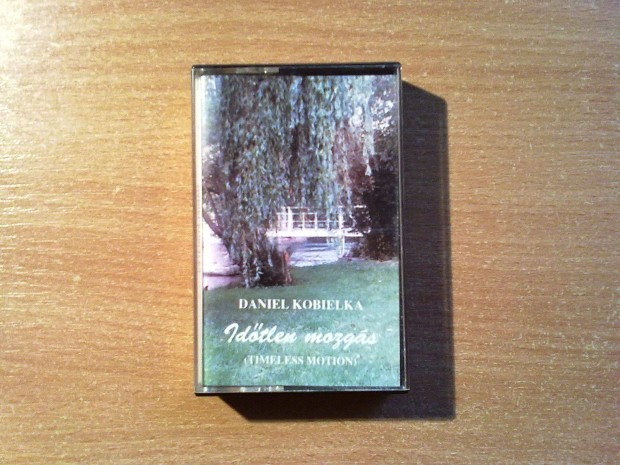 DANIEL KOBIELKA
Időtlen mozgás
(TIMELESS MOTION)